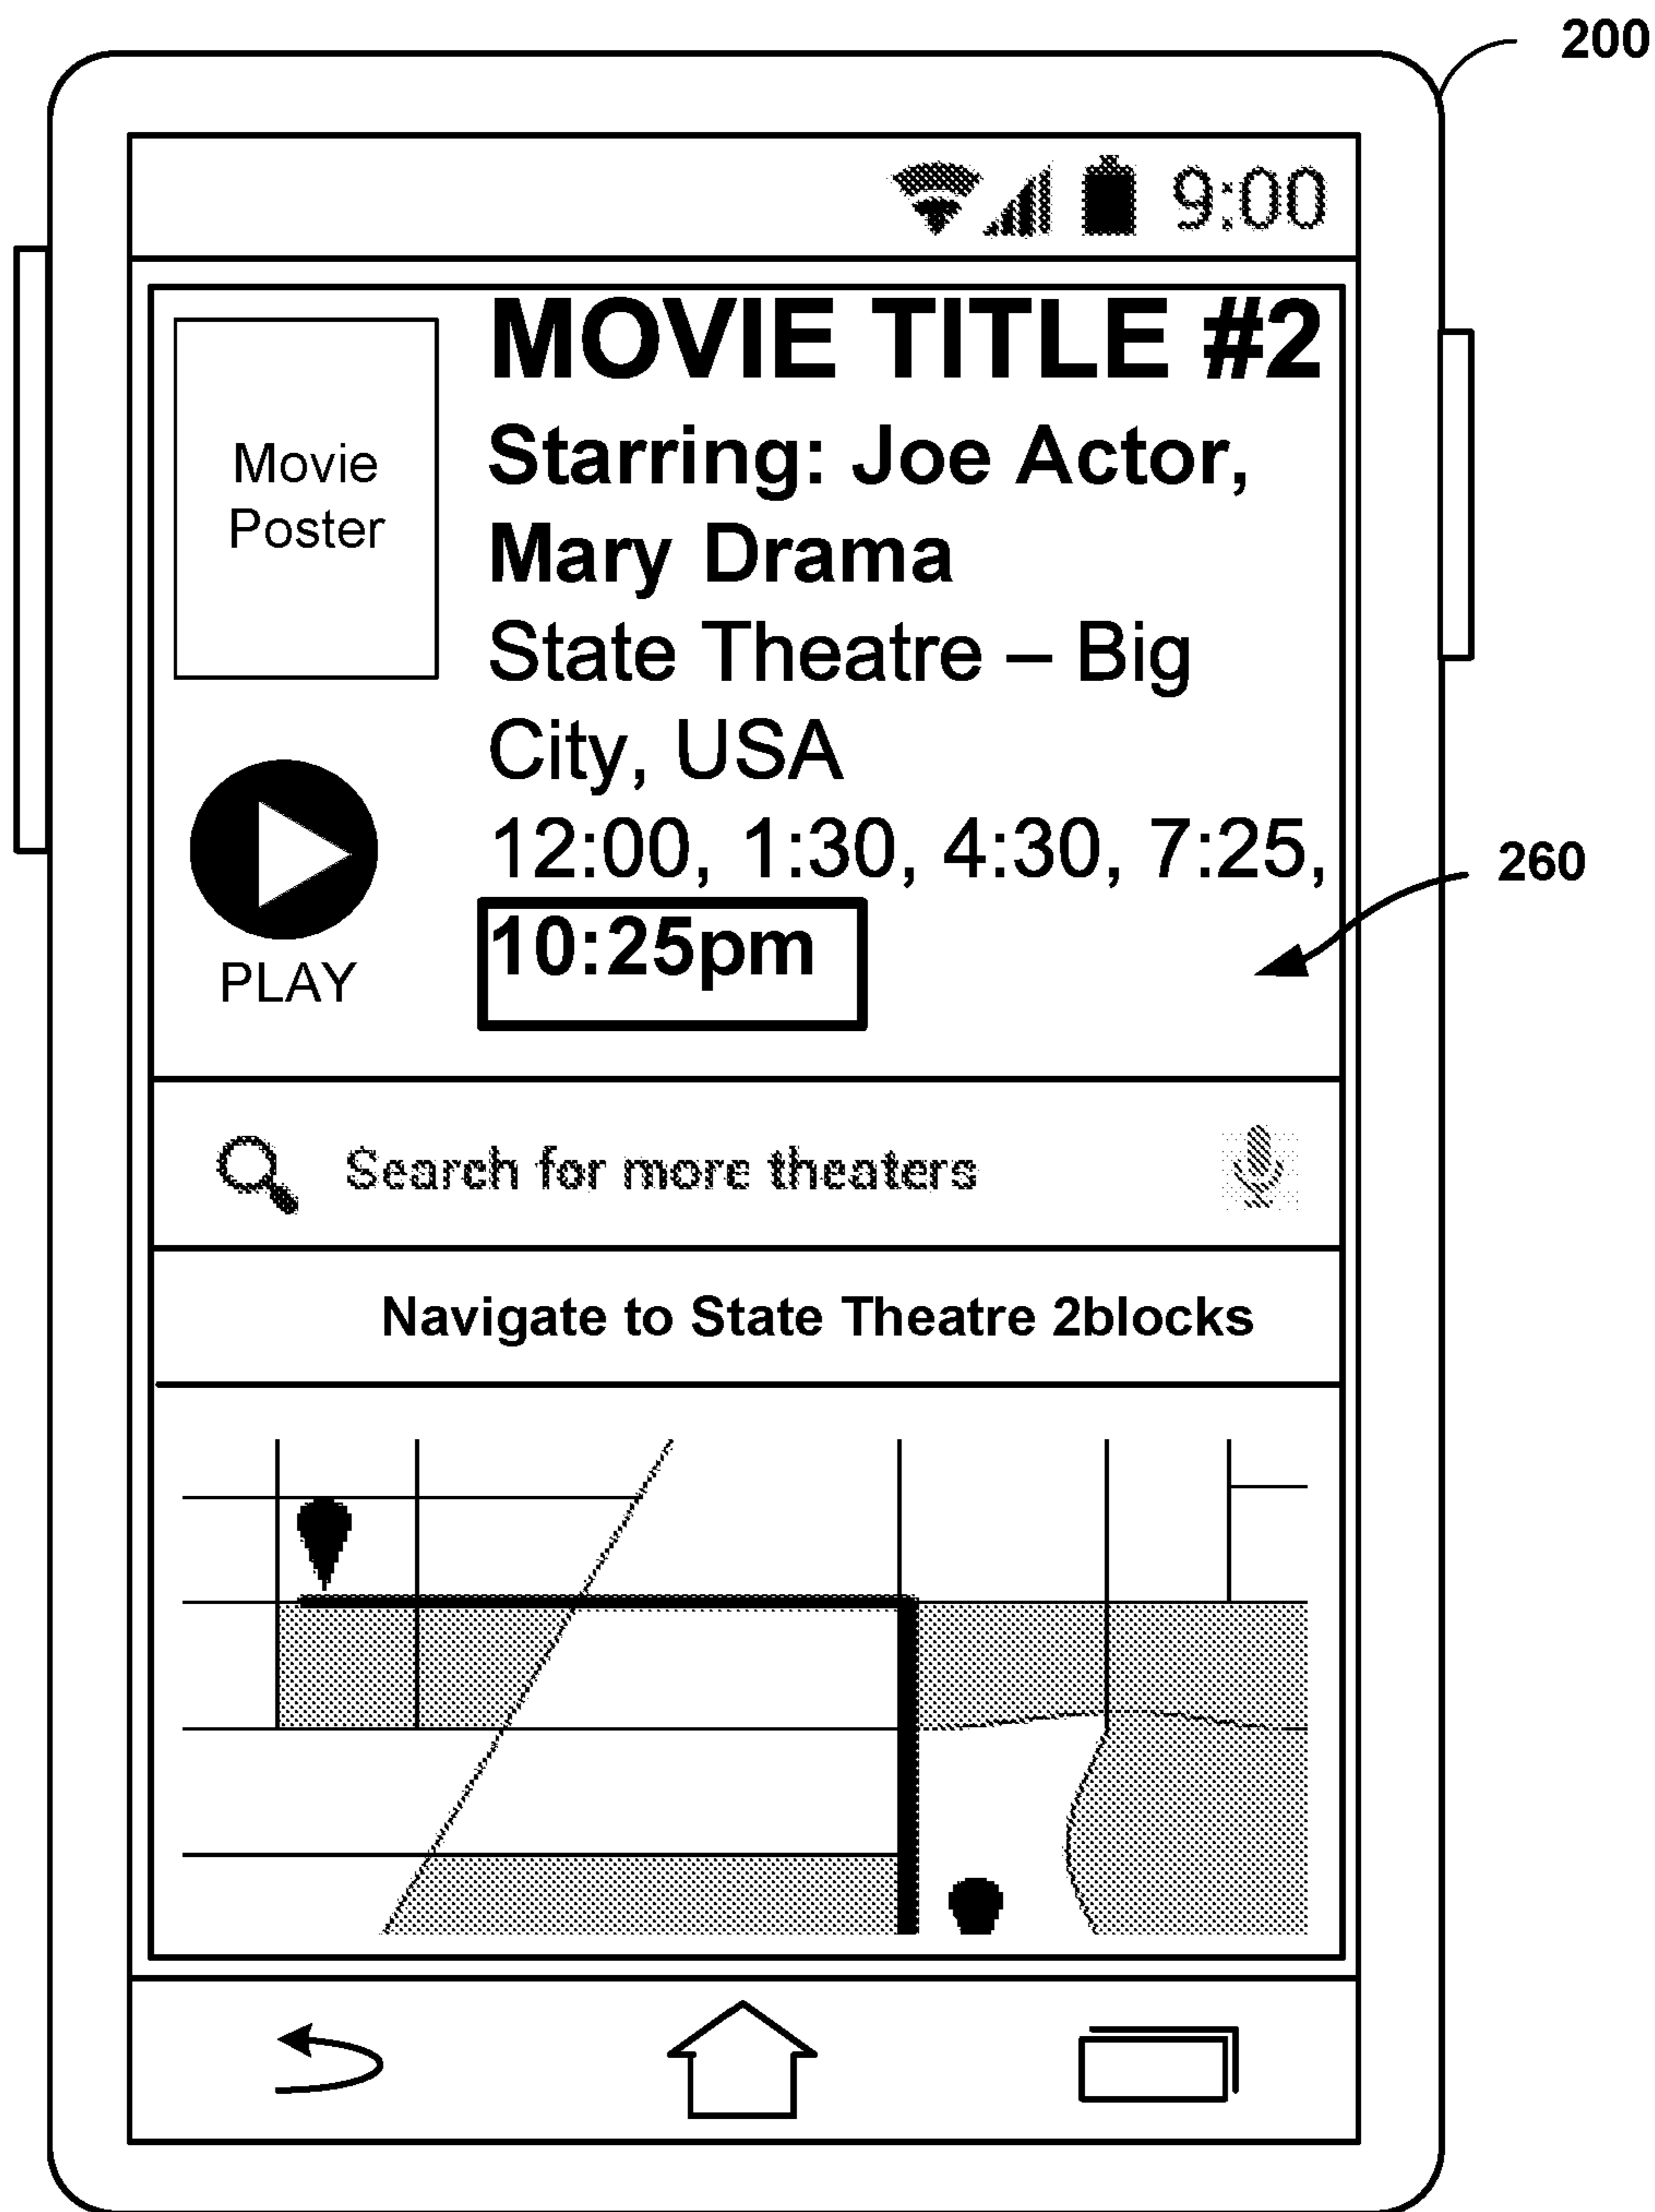 200
9:00
MOVIE TITLE #2
Starring: Joe Actor,
Mary Drama
State Theatre – Big
City, USA
12:00, 1:30, 4:30, 7:25,
10:25pm
Movie
Poster
PLAY
260
Search for more theaters
Navigate to State Theatre 2blocks